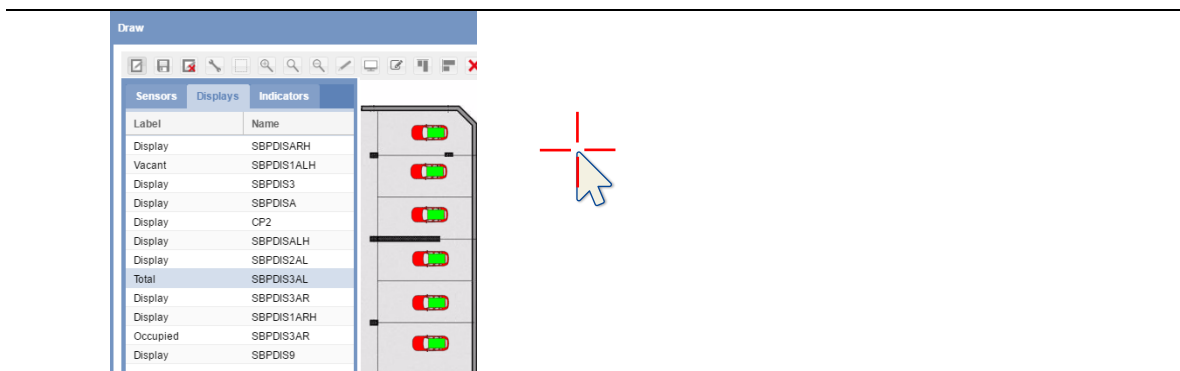 Draw
Sensors Displays Indicators
Label Name
Display SBPDISARH
Vacant SBPDIS1ALH
Display SBPDIS3
Display SBPDISA
Display CP2
Display SBPDISALH
Display SBPDIS2AL
Total SBPDIS3AL
Display SBPDIS3AR
Display SBPDIS1ARH
Occupied SBPDIS3AR
Display SBPDIS9